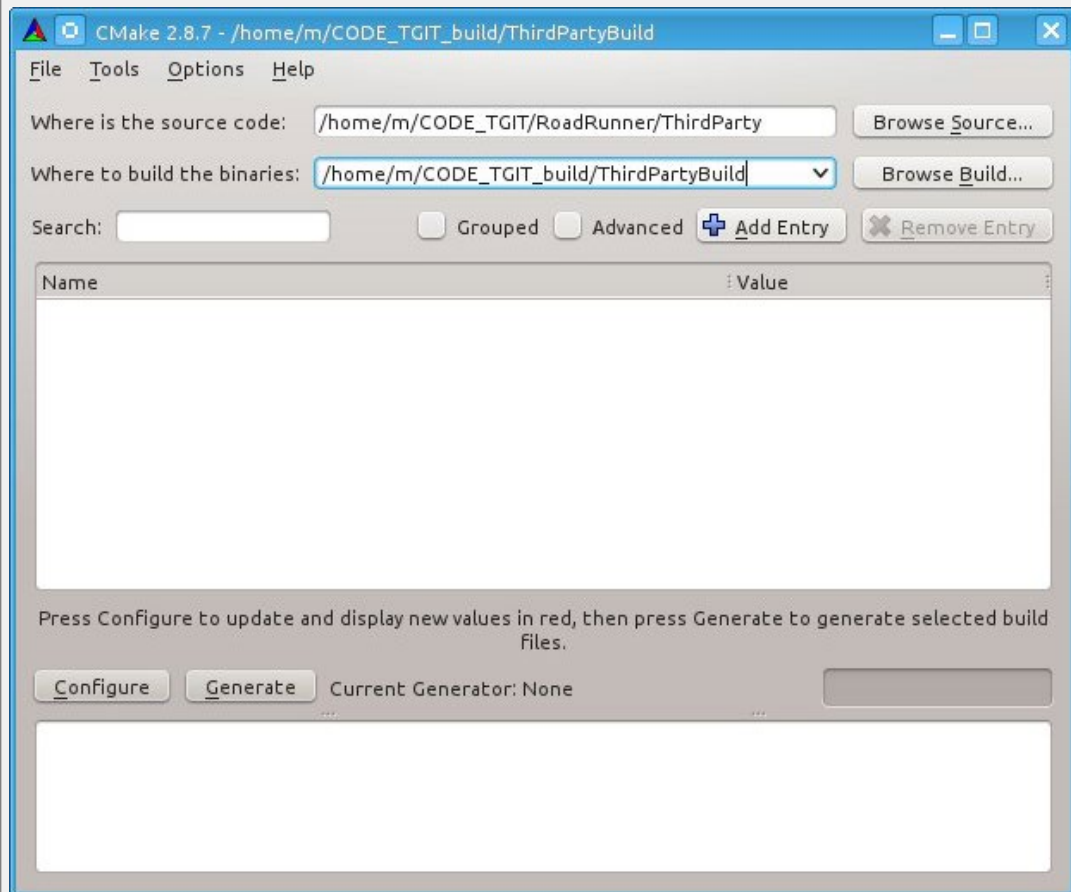 CMake 2.8.7 - /home/m/CODE_TGIT_build/ThirdPartyBuild
File Tools Options Help
Where is the source code: /home/m/CODE_TGIT/RoadRunner/ThirdParty Browse Source...
Where to build the binaries: /home/m/CODE_TGIT_build/ThirdPartyBuild Browse Build...
Search: Grouped Advanced Add Entry Remove Entry
Name Value
Press Configure to update and display new values in red, then press Generate to generate selected build
files.
Configure Generate Current Generator: None